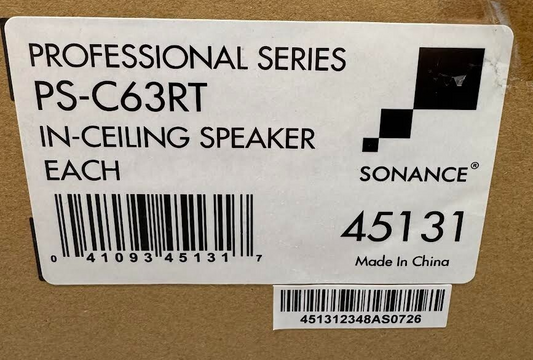 PROFESSIONAL SERIES
PS-C63RT
IN-CEILING SPEAKER
EACH
SONANCE®
45131
Made In China
0 41093 45131 7
451312348AS0726